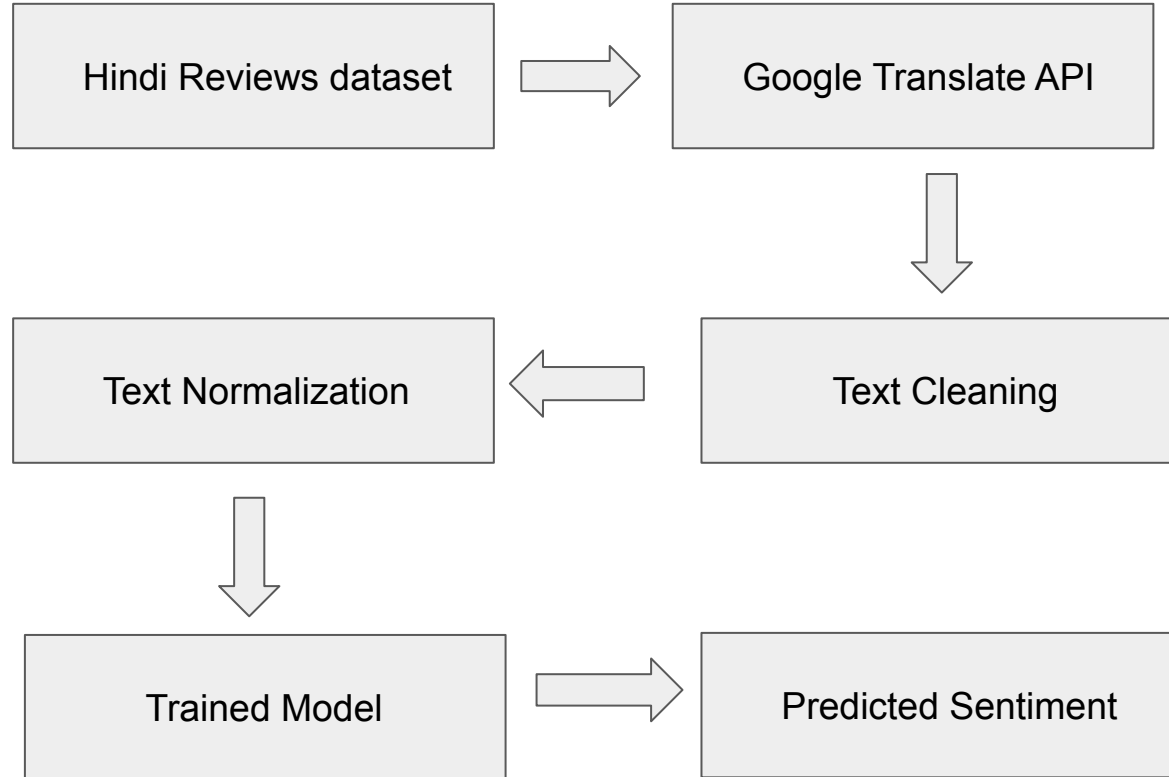 Hindi Reviews dataset
Google Translate API
Text Cleaning
Text Normalization
Trained Model
Predicted Sentiment